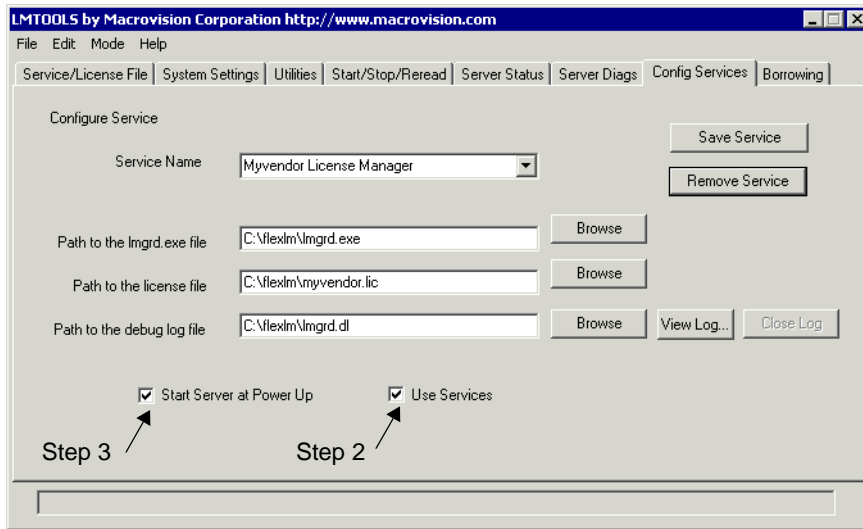 LMTOOLS by Macrovision Corporation http://www.macrovision.com
File Edit Mode Help
Service/License File System Settings Utilities Start/Stop/Reread Server Status Server Diags Config Services Borrowing
Configure Service
Save Service
Service Name Myvendor License Manager
Remove Service
Path to the lmgrd.exe file C:\flexlm\lmgrd.exe Browse
Path to the license file C:\flexlm\myvendor.lic Browse
Path to the debug log file C:\flexlm\lmgrd.dl Browse View Log... Close Log
Start Server at Power Up Use Services
Step 3 Step 2